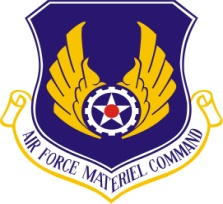 AIR FORCE MATERIEL COMMAND